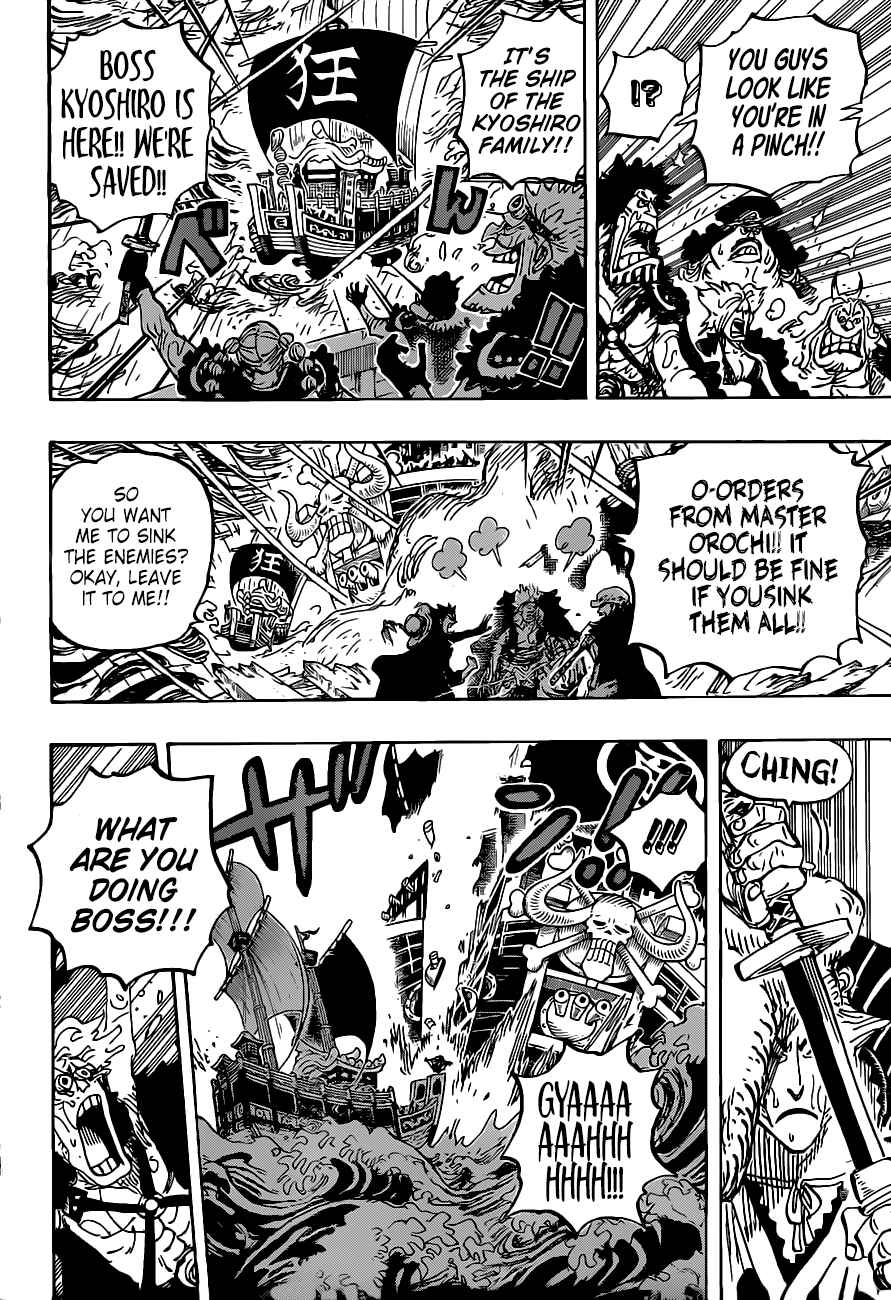 YOU GUYS
LOOK LIKE
YOU'RE IN
A PINCH!!
!?
IT'S
THE SHIP
OF THE
KYOSHIRO
FAMILY!!
狂
BOSS
KYOSHIRO IS
HERE!! WE'RE
SAVED!!
べ
ん
!!
O-ORDERS
FROM MASTER
OROCHI!! IT
SHOULD BE FINE
IF YOUSINK
THEM ALL!!
狂
SO
YOU WANT
ME TO SINK
THE ENEMIES?
OKAY, LEAVE
IT TO ME!!
CHING!
!!!
GYAAAA
AAAHHH
HHHH!!!
WHAT
ARE YOU
DOING
BOSS!!!